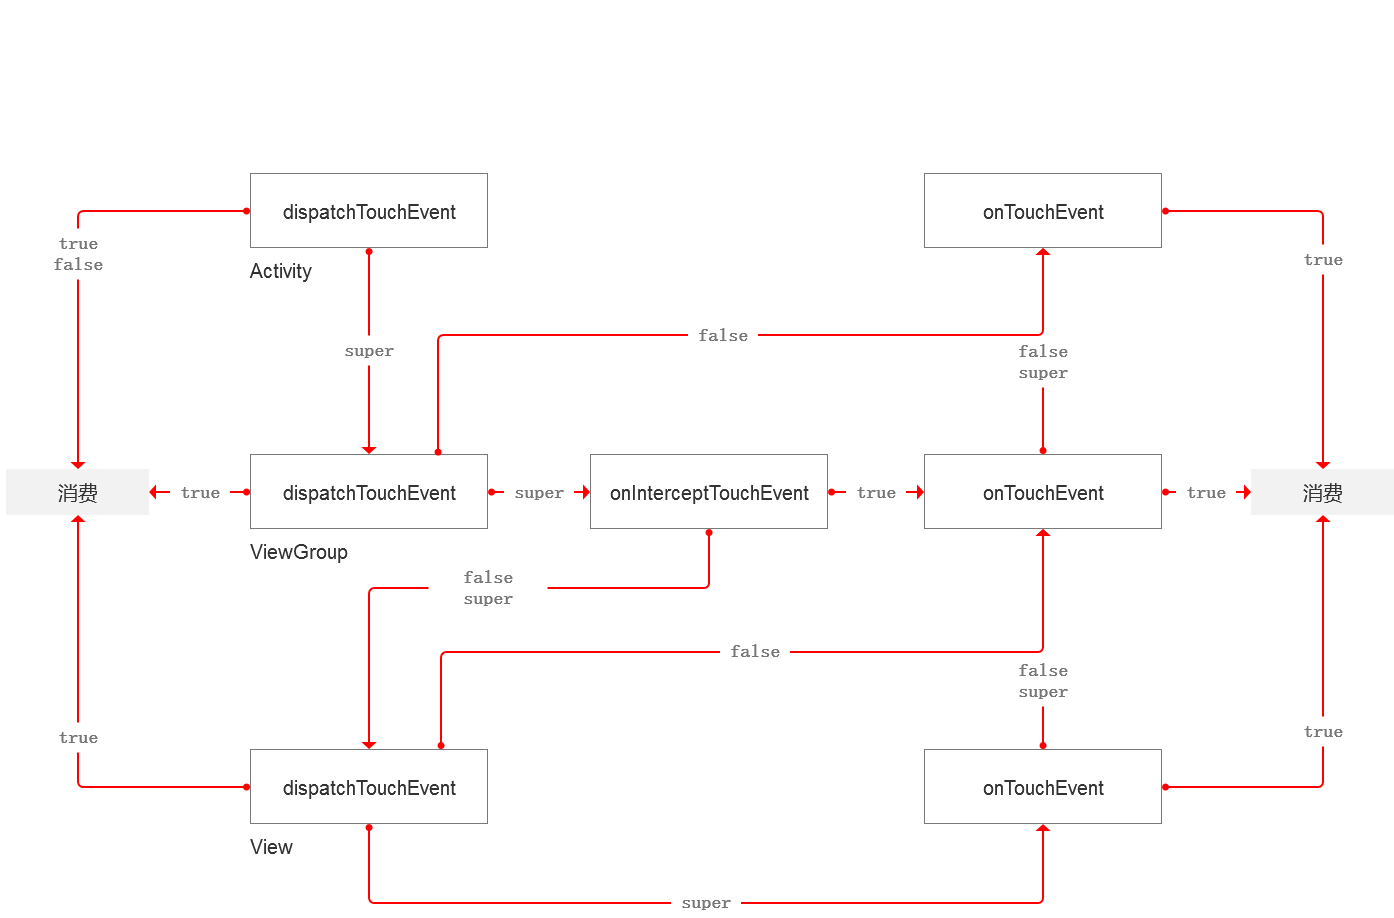 dispatchTouchEvent
onTouchEvent
true
false
true
Activity
super
false
false
super
消费
true
dispatchTouchEvent
super
onInterceptTouchEvent
true
onTouchEvent
true
消费
ViewGroup
false
super
false
false
super
true
true
dispatchTouchEvent
onTouchEvent
View
super